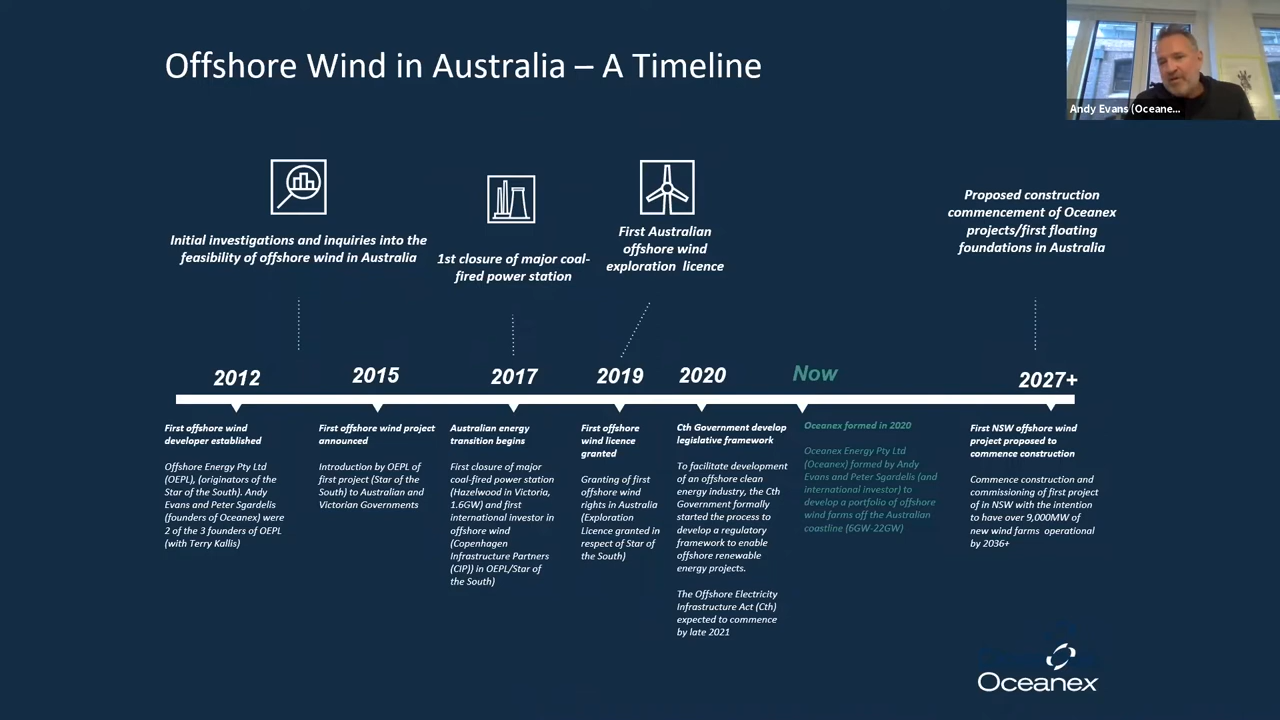 Offshore Wind in Australia – A Timeline
Andy Evans (Oceane...
Initial investigations and inquiries into the
feasibility of offshore wind in Australia
1st closure of major coal-
fired power station
First Australian
offshore wind
exploration licence
Proposed construction
commencement of Oceanex
projects/first floating
foundations in Australia
2012
2015
2017
2019
2020
Now
2027+
First offshore wind
developer established
Offshore Energy Pty Ltd
(OEPL), (originators of the
Star of the South). Andy
Evans and Peter Sgardelis
(founders of Oceanex) were
2 of the 3 founders of OEPL
(with Terry Kallis)
First offshore wind project
announced
Introduction by OEPL of
first project (Star of the
South) to Australian and
Victorian Governments
Australian energy
transition begins
First closure of major
coal-fired power station
(Hazelwood in Victoria,
1.6GW) and first
international investor in
offshore wind
(Copenhagen
Infrastructure Partners
(CIP)) in OEPL/Star of
the South)
First offshore
wind licence
granted
Granting of first
offshore wind
rights in Australia
(Exploration
Licence granted in
respect of Star of
the South)
Cth Government develop
legislative framework
To facilitate development
of an offshore clean
energy industry, the Cth
Government formally
started the process to
develop a regulatory
framework to enable
offshore renewable
energy projects.
The Offshore Electricity
Infrastructure Act (Cth)
expected to commence
by late 2021
Oceanex formed in 2020
Oceanex Energy Pty Ltd
(Oceanex) formed by Andy
Evans and Peter Sgardelis (and
international investor) to
develop a portfolio of offshore
wind farms off the Australian
coastline (6GW-22GW)
First NSW offshore wind
project proposed to
commence construction
Commence construction and
commissioning of first project
of in NSW with the intention
to have over 9,000MW of
new wind farms operational
by 2036+
Oceanex